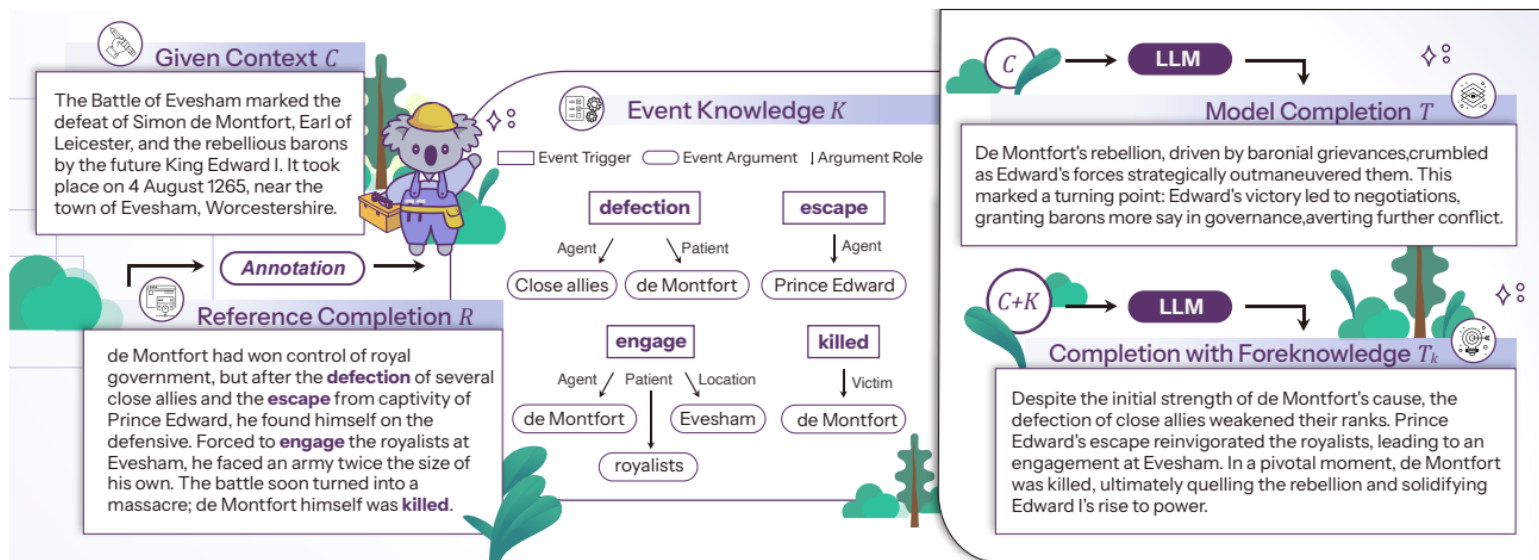 Given Context C
The Battle of Evesham marked the
defeat of Simon de Montfort, Earl of
Leicester, and the rebellious barons
by the future King Edward I. It took
place on 4 August 1265, near the
town of Evesham, Worcestershire.
Annotation
Reference Completion R
de Montfort had won control of royal
government, but after the defection of several
close allies and the escape from captivity of
Prince Edward, he found himself on the
defensive. Forced to engage the royalists at
Evesham, he faced an army twice the size of
his own. The battle soon turned into a
massacre; de Montfort himself was killed.
Event Knowledge K
Event Trigger Event Argument Argument Role
defection
Agent Patient
Close allies de Montfort
escape
Agent
Prince Edward
engage
Agent Patient Location
de Montfort Evesham
royalists
killed
Victim
de Montfort
C LLM
Model Completion T
De Montfort's rebellion, driven by baronial grievances,crumbled
as Edward's forces strategically outmaneuvered them. This
marked a turning point: Edward's victory led to negotiations,
granting barons more say in governance,averting further conflict.
C+K LLM
Completion with Foreknowledge Tₖ
Despite the initial strength of de Montfort's cause, the
defection of close allies weakened their ranks. Prince
Edward's escape reinvigorated the royalists, leading to an
engagement at Evesham. In a pivotal moment, de Montfort
was killed, ultimately quelling the rebellion and solidifying
Edward I's rise to power.